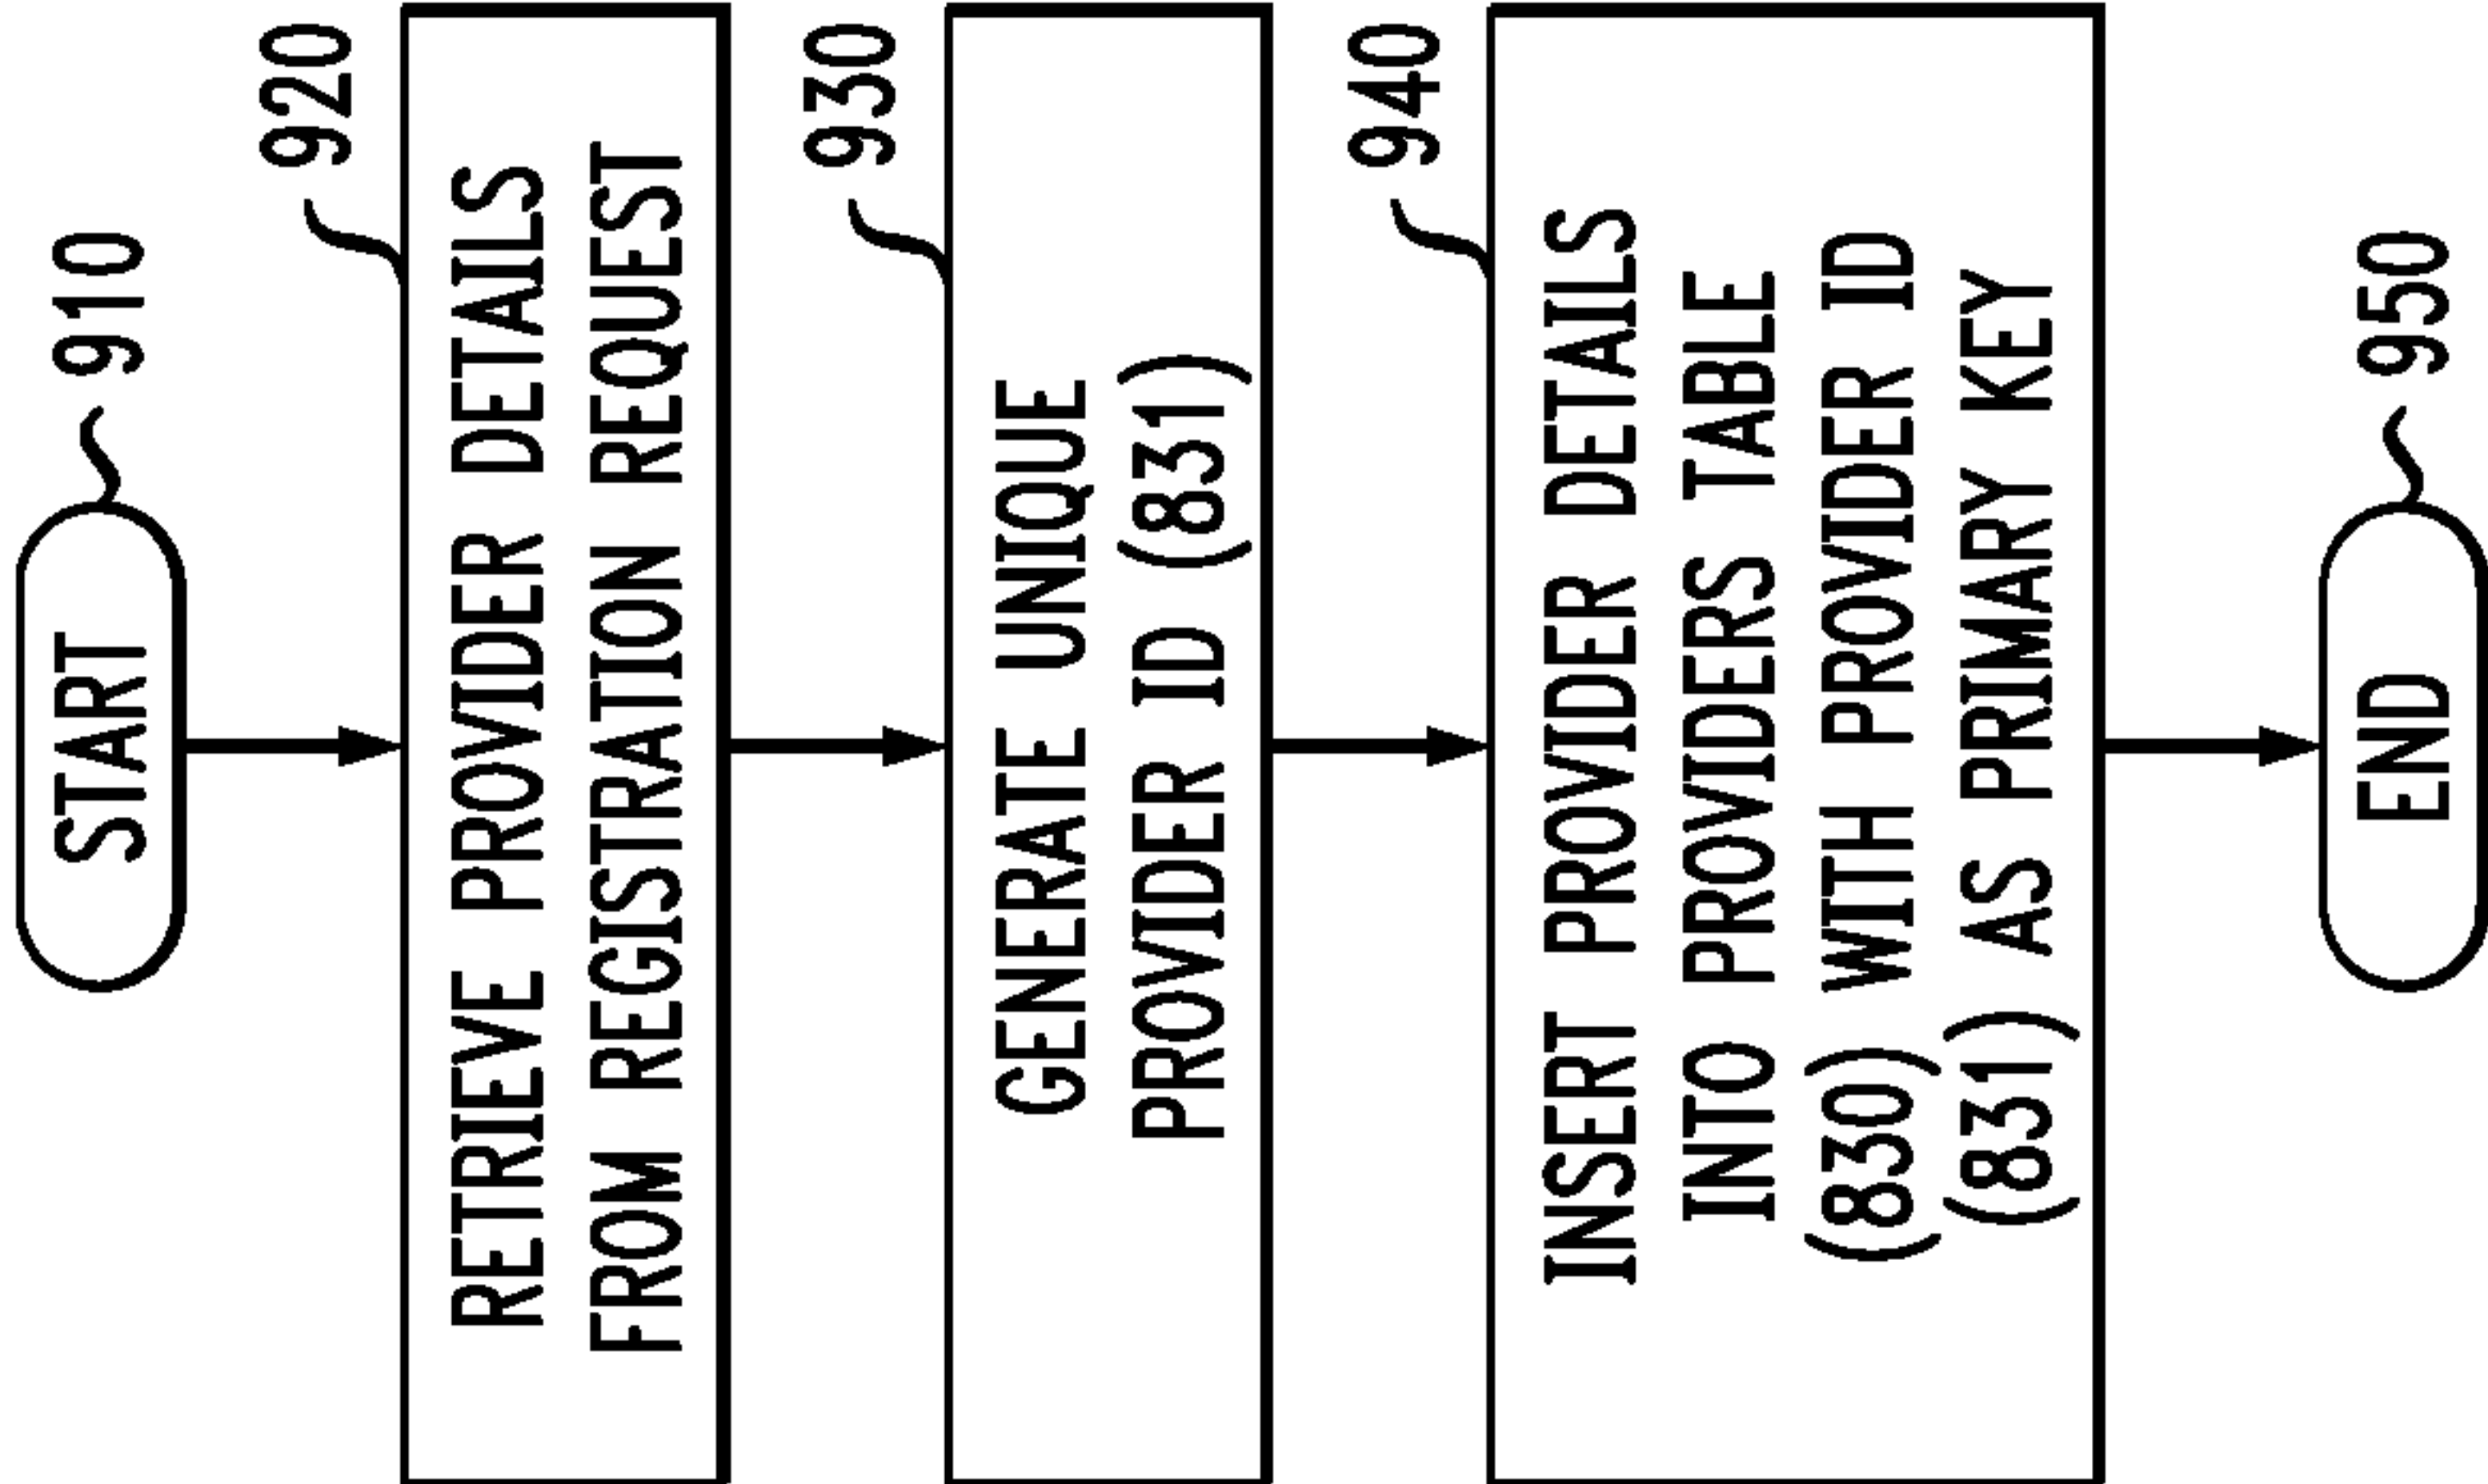 START
910
920
RETRIEVE PROVIDER DETAILS
FROM REGISTRATION REQUEST
930
GENERATE UNIQUE
PROVIDER ID (831)
940
INSERT PROVIDER DETAILS
INTO PROVIDERS TABLE
(830) WITH PROVIDER ID
(831) AS PRIMARY KEY
END
950